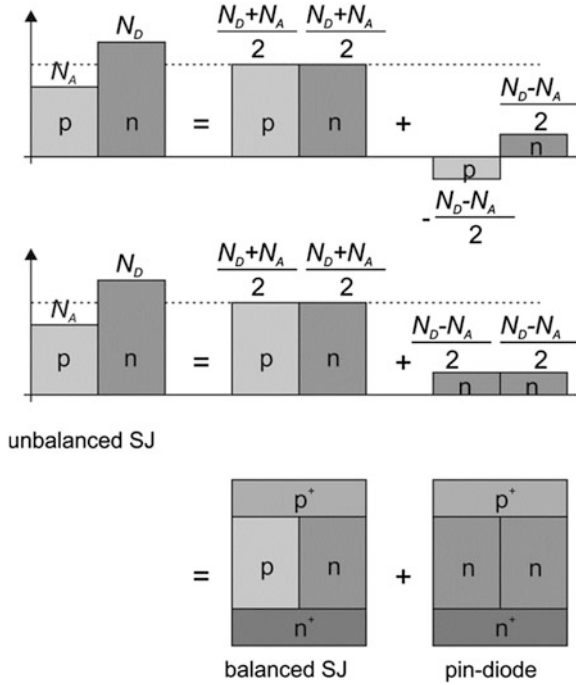 N_D+N_A N_D+N_A
N_D 2 2
N_A N_D-N_A
2
p n = p n + p n
- N_D-N_A
2
N_D+N_A N_D+N_A
N_D 2 2
N_A N_D-N_A N_D-N_A
2 2
p n = p n + n n
unbalanced SJ
p⁺ p⁺
= p n + n n
n⁺ n⁺
balanced SJ pin-diode